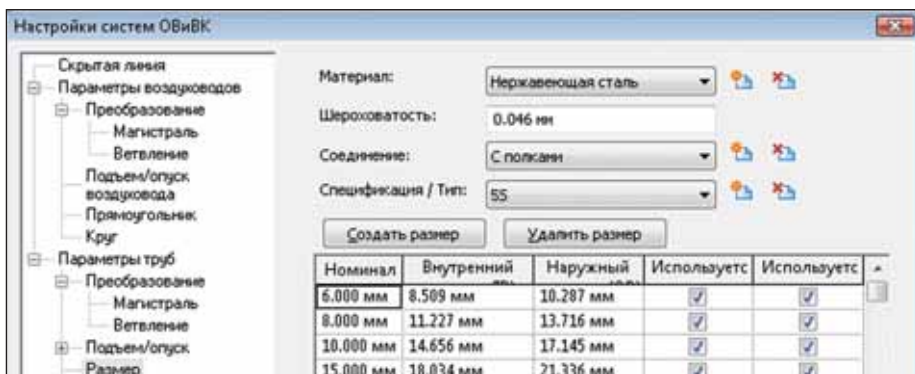 Настройки систем ОВиВК
Скрытая линия
Параметры воздуховодов
Преобразование
Магистраль
Ветвление
Подъем/опуск
воздуховода
Прямоугольник
Круг
Параметры труб
Преобразование
Магистраль
Ветвление
Подъем/опуск
Размер
Материал: Нержавеющая сталь
Шероховатость: 0.046 мм
Соединение: С полками
Спецификация / Тип: 5S
Создать размер Удалить размер
Номинал Внутренний Наружный Используетс Используетс
6.000 мм 8.509 мм 10.287 мм
8.000 мм 11.227 мм 13.716 мм
10.000 мм 14.656 мм 17.145 мм
15.000 мм 18.034 мм 21.336 мм